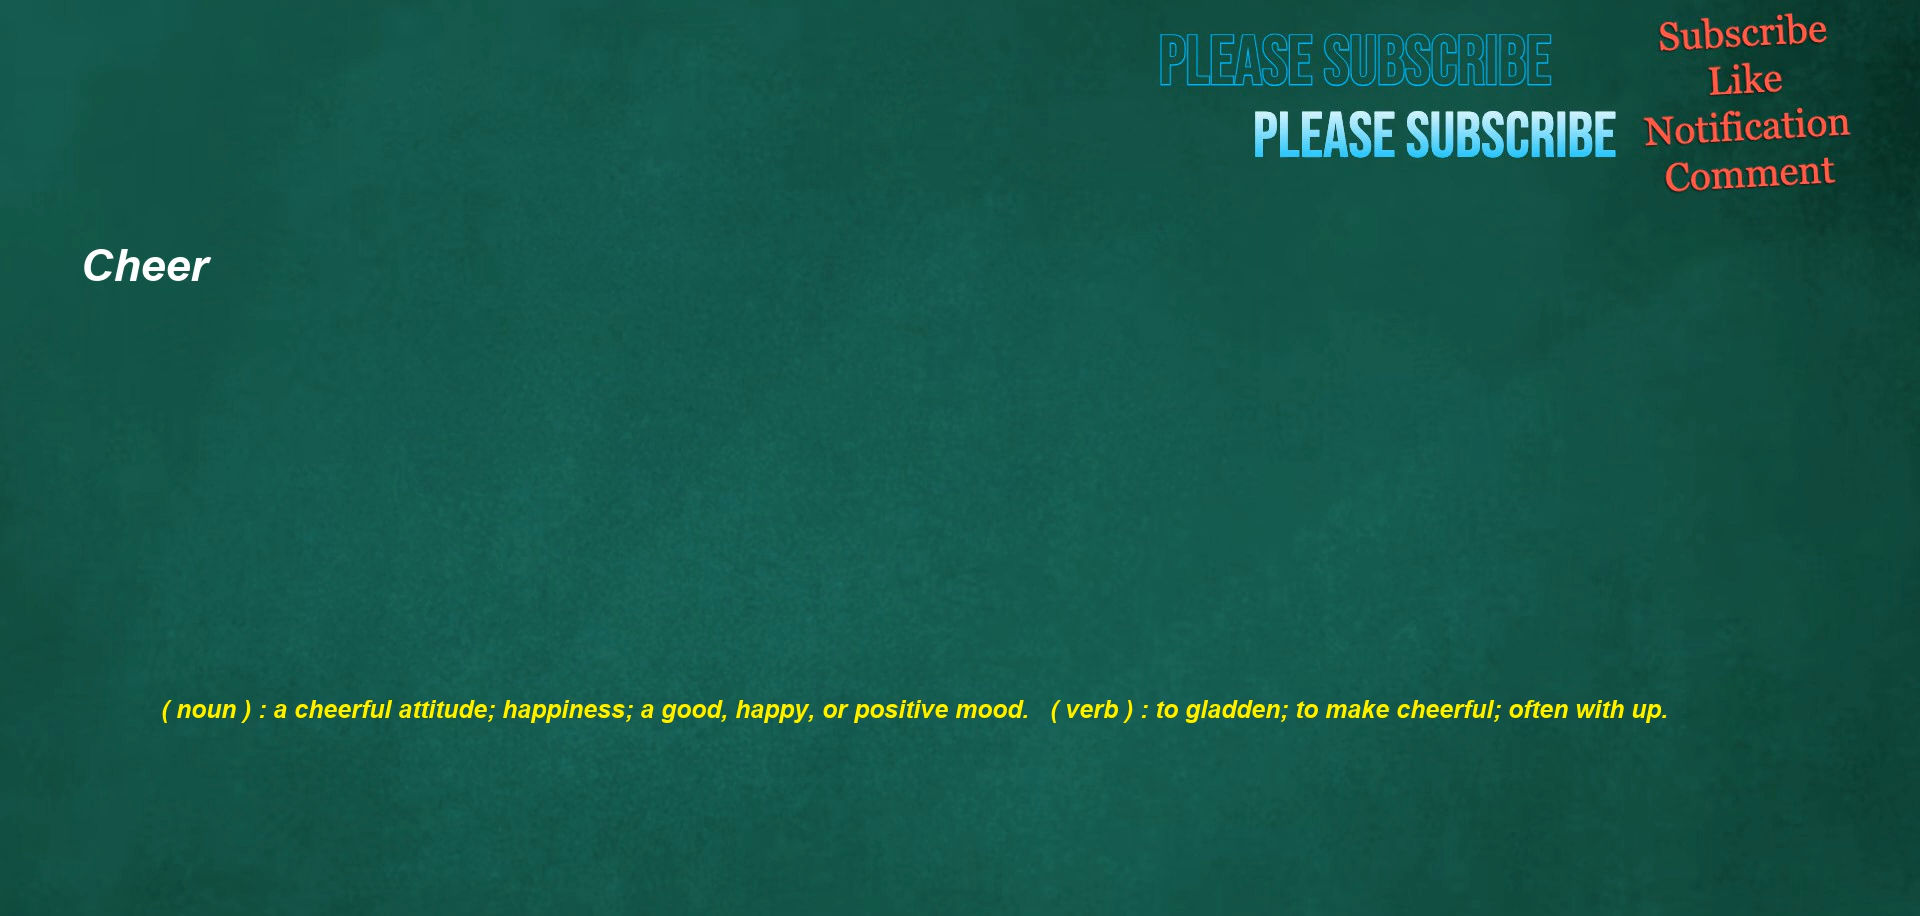 PLEASE SUBSCRIBE
PLEASE SUBSCRIBE
Subscribe
Like
Notification
Comment
Cheer
( noun ) : a cheerful attitude; happiness; a good, happy, or positive mood.   ( verb ) : to gladden; to make cheerful; often with up.